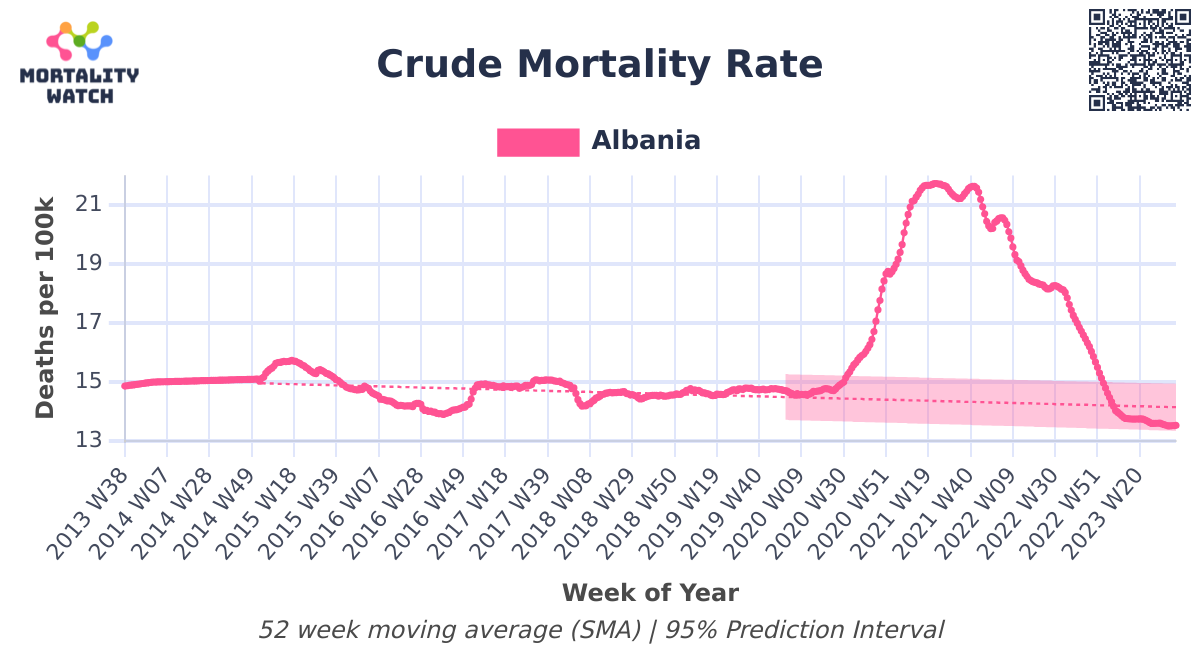 MORTALITY
WATCH
Crude Mortality Rate
Albania
Deaths per 100k
21
19
17
15
13
2013 W38
2014 W07
2014 W28
2014 W49
2015 W18
2015 W39
2016 W07
2016 W28
2016 W49
2017 W18
2017 W39
2018 W08
2018 W29
2018 W50
2019 W19
2019 W40
2020 W09
2020 W30
2020 W51
2021 W19
2021 W40
2022 W09
2022 W30
2022 W51
2023 W20
Week of Year
52 week moving average (SMA) | 95% Prediction Interval